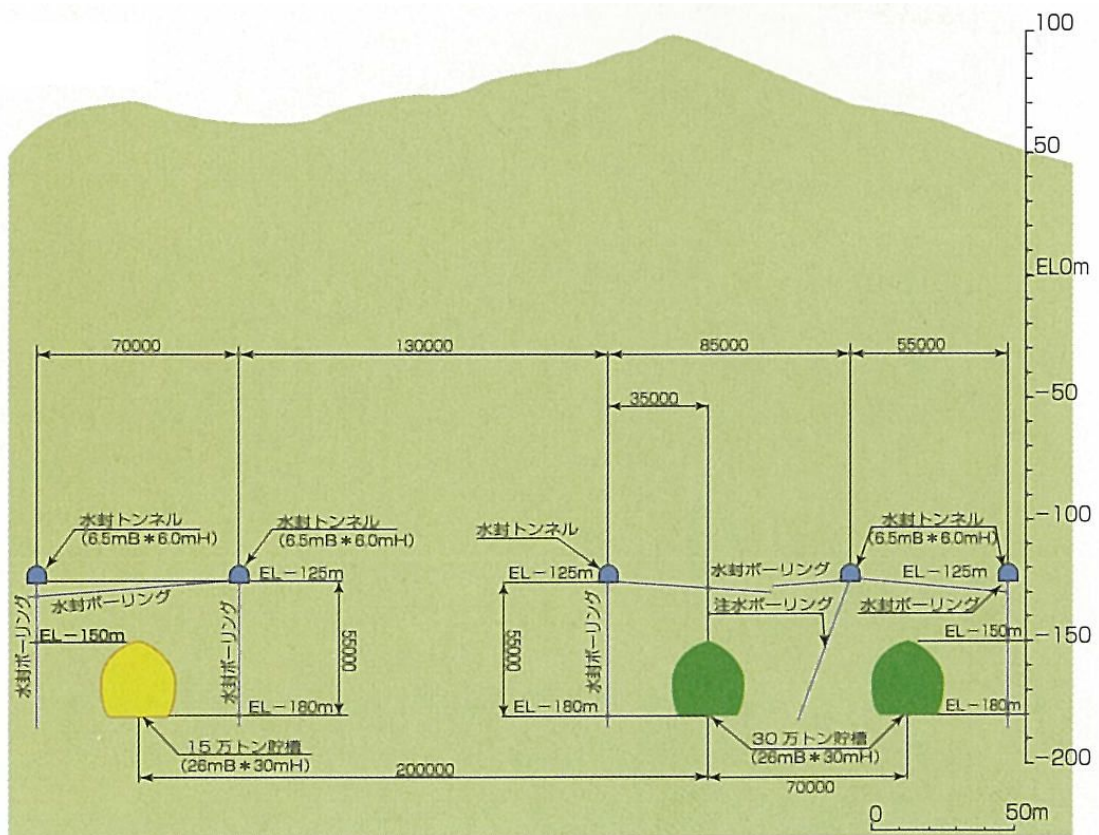 100
50
EL0m
-50
-100
-150
-200
70000
130000
85000
55000
35000
水封トンネル
(6.5mB*6.0mH)
水封トンネル
(6.5mB*6.0mH)
水封トンネル
水封トンネル
(6.5mB*6.0mH)
EL-125m
EL-125m
EL-125m
水封ボーリング
水封ボーリング
水封ボーリング
水封ボーリング
水封ボーリング
注水ボーリング
水封ボーリング
EL-150m
EL-150m
55000
55000
EL-180m
EL-180m
EL-180m
15万トン貯槽
(26mB*30mH)
30万トン貯槽
(26mB*30mH)
200000
70000
0 50m